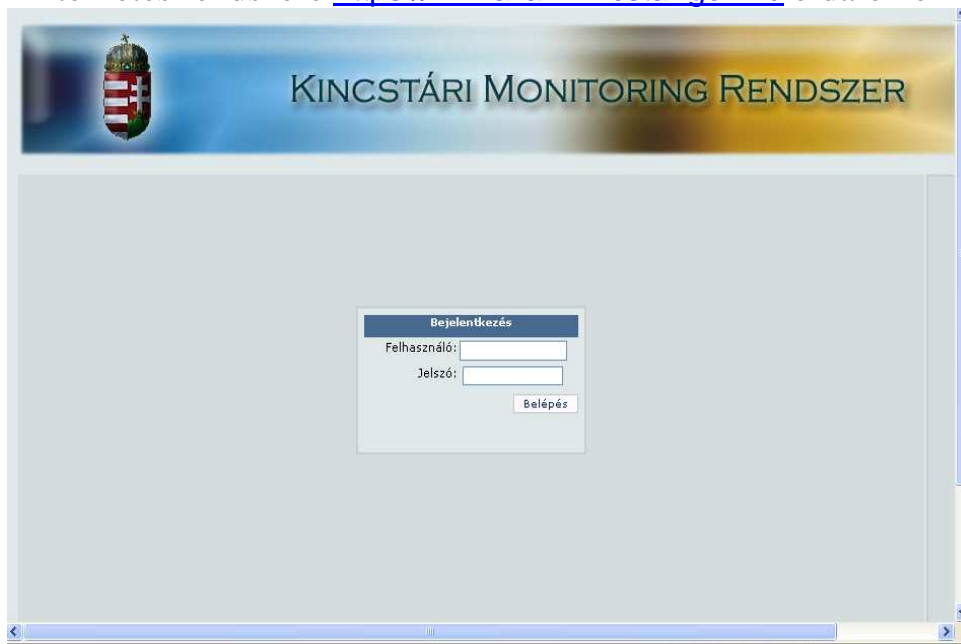 KINCSTÁRI MONITORING RENDSZER
Bejelentkezés
Felhasználó:
Jelszó:
Belépés